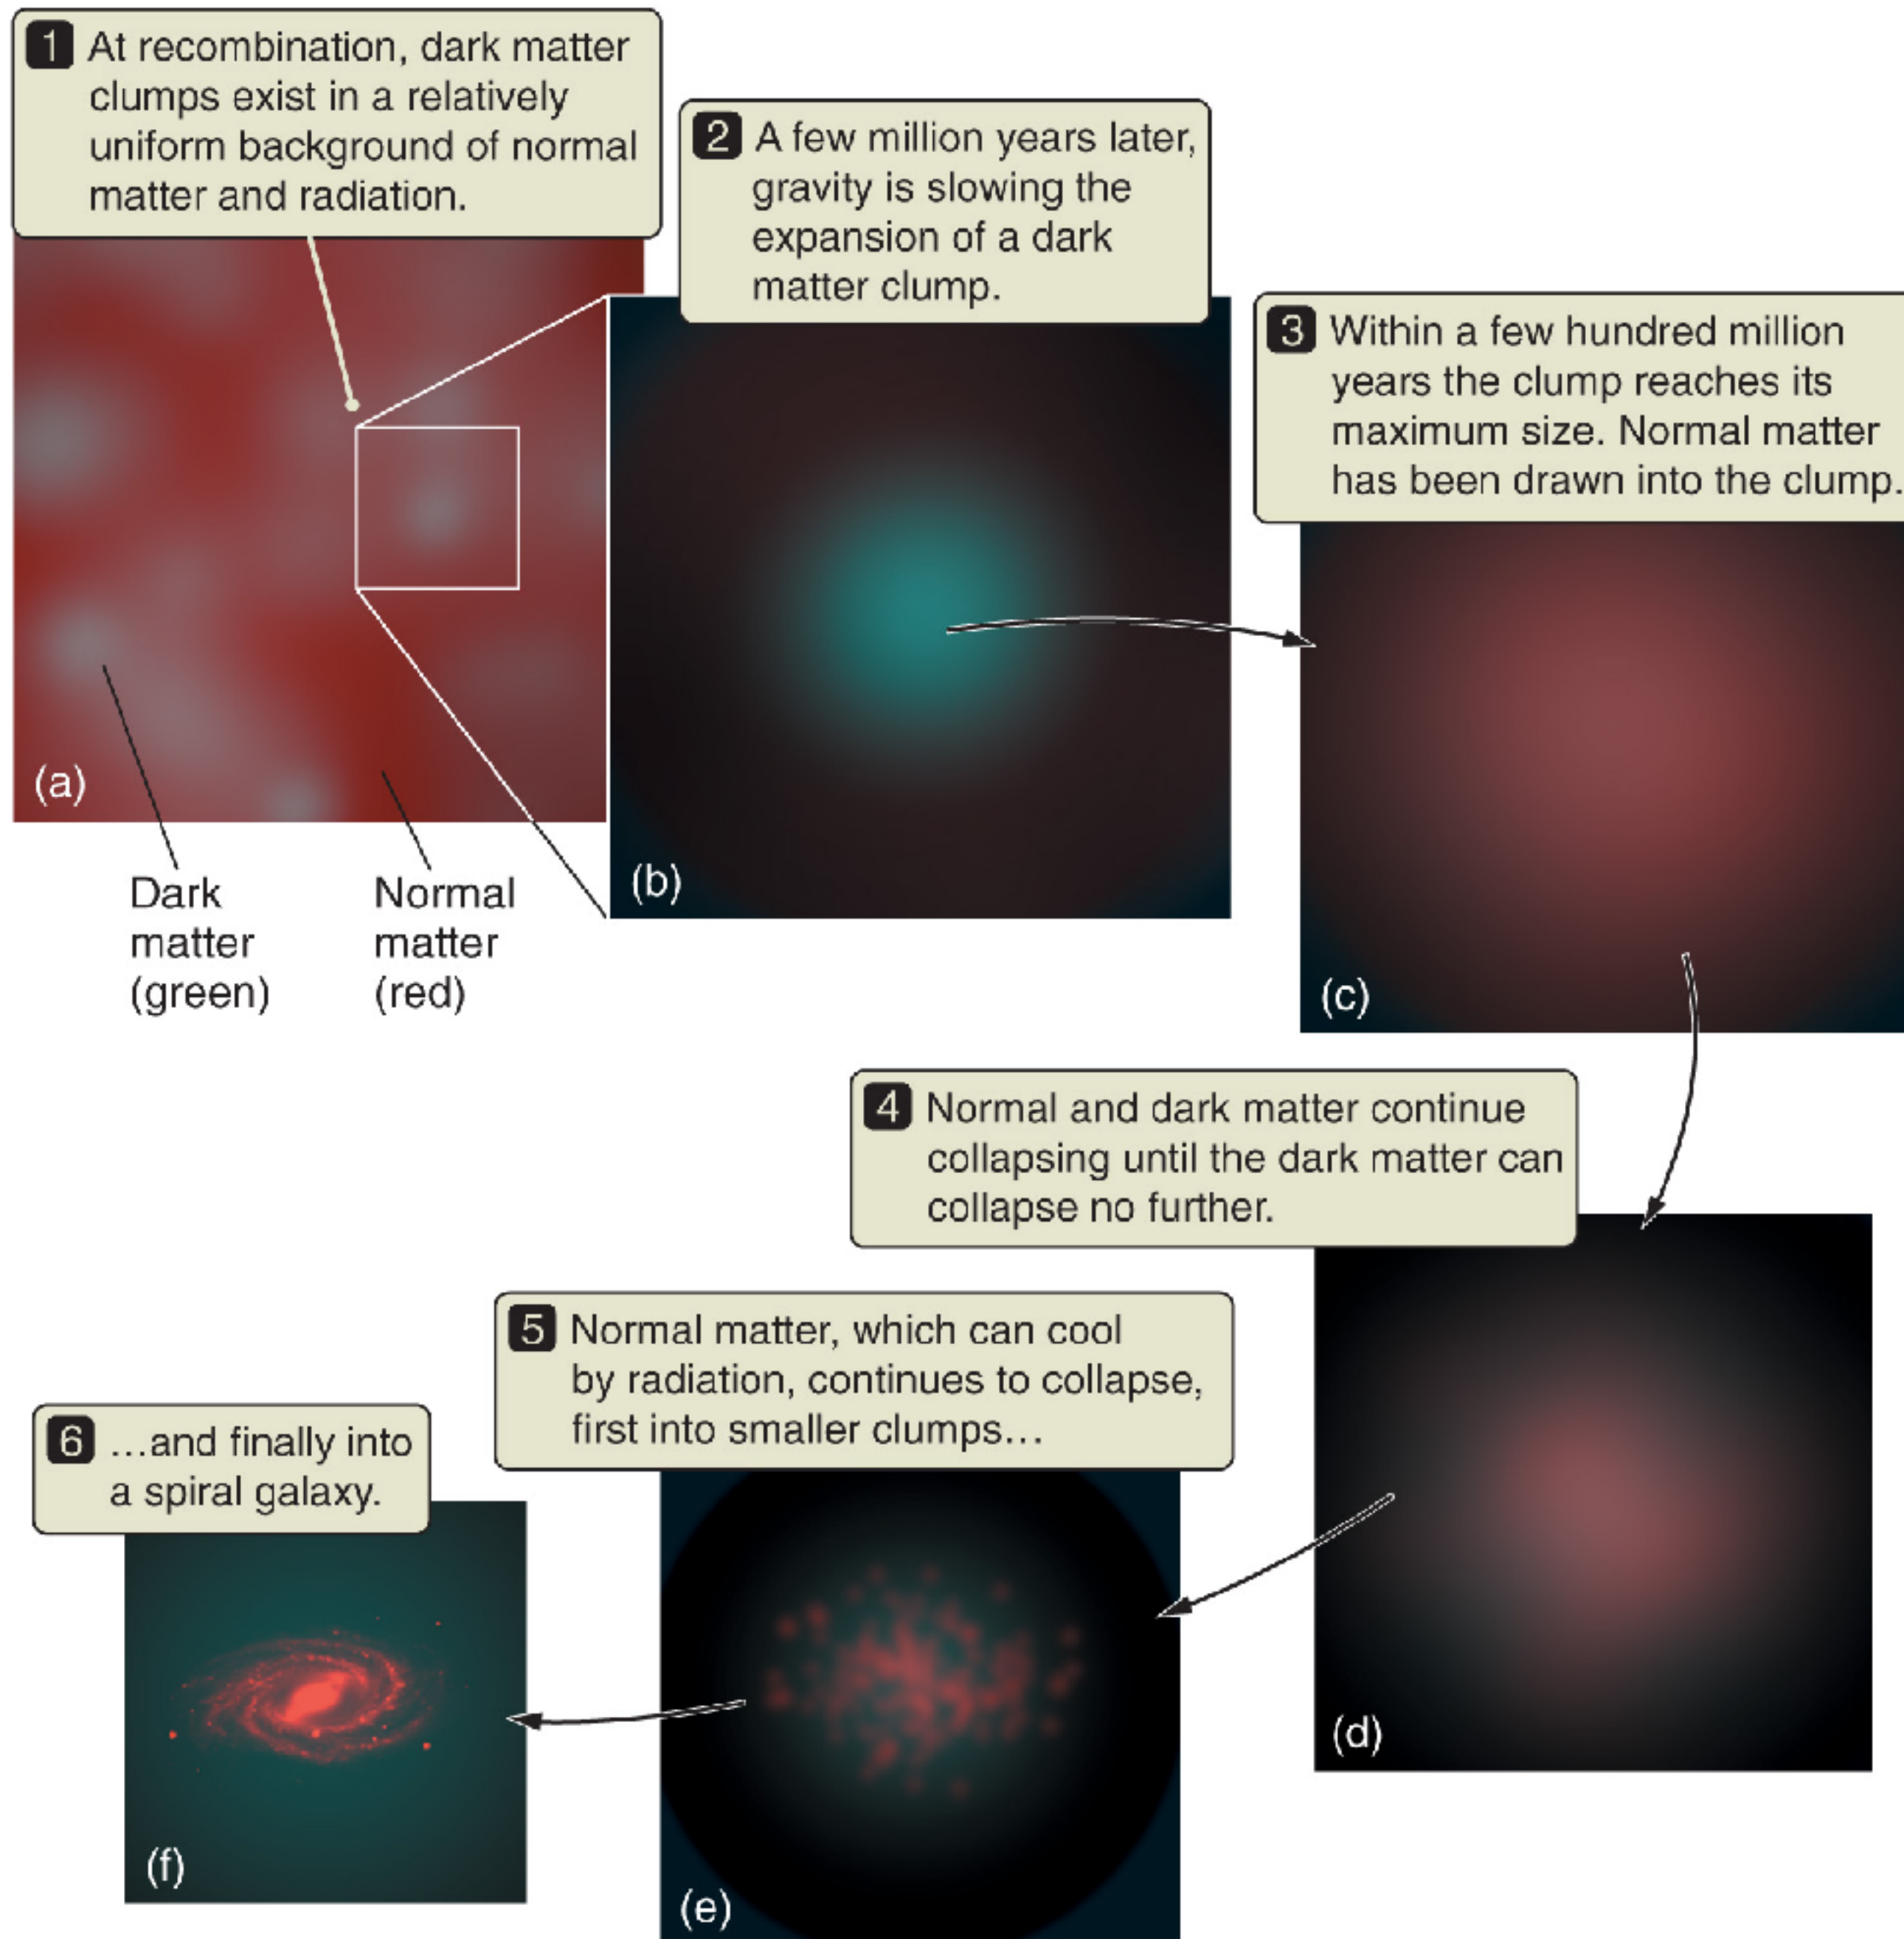 1 At recombination, dark matter
clumps exist in a relatively
uniform background of normal
matter and radiation.
2 A few million years later,
gravity is slowing the
expansion of a dark
matter clump.
3 Within a few hundred million
years the clump reaches its
maximum size. Normal matter
has been drawn into the clump.
(a)
Dark
matter
(green)
Normal
matter
(red)
(b)
(c)
4 Normal and dark matter continue
collapsing until the dark matter can
collapse no further.
5 Normal matter, which can cool
by radiation, continues to collapse,
first into smaller clumps…
6 …and finally into
a spiral galaxy.
(d)
(e)
(f)